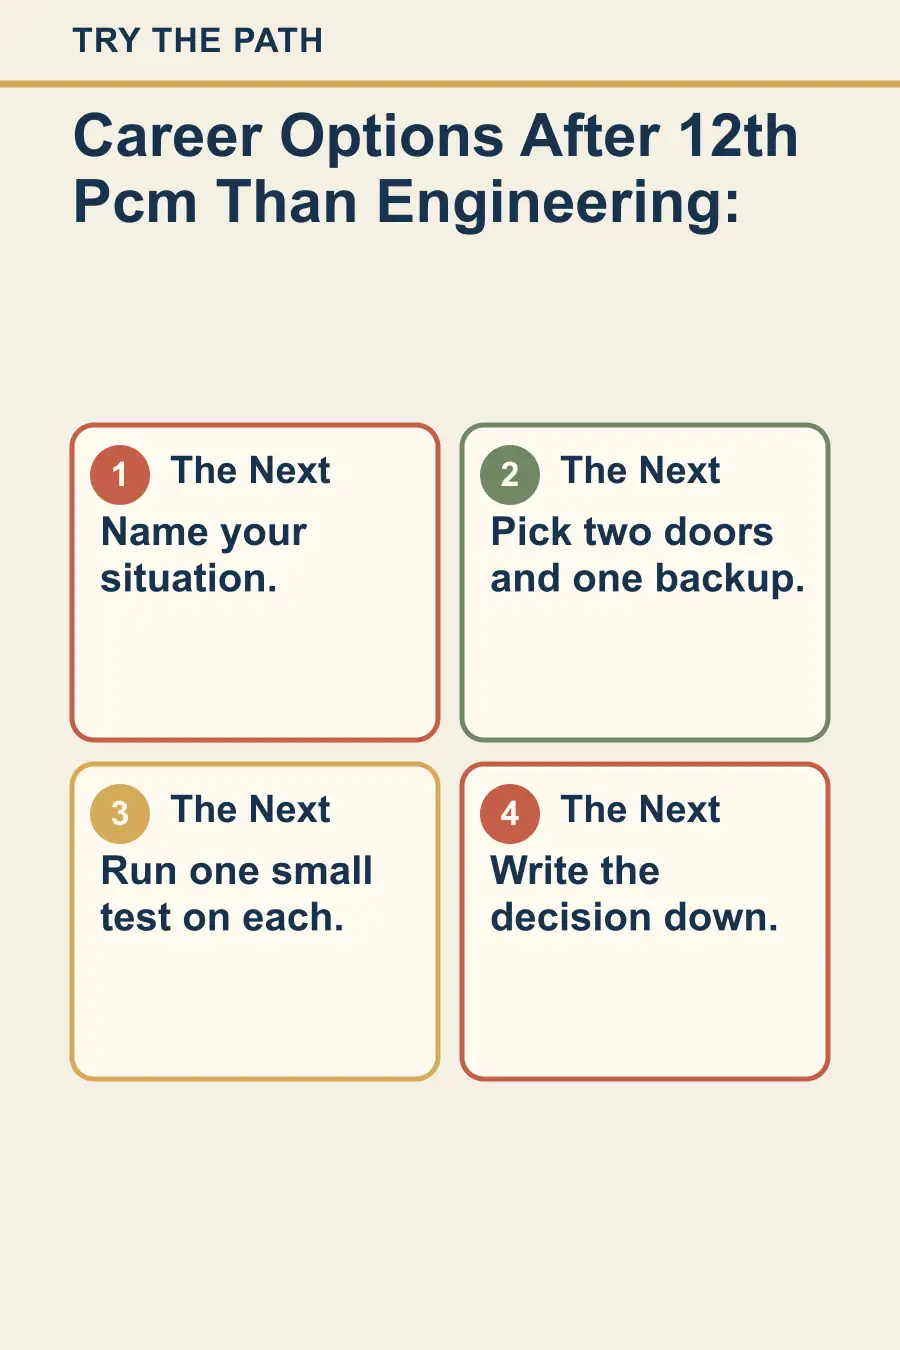 TRY THE PATH
Career Options After 12th
Pcm Than Engineering:
1 The Next
Name your
situation.
2 The Next
Pick two doors
and one backup.
3 The Next
Run one small
test on each.
4 The Next
Write the
decision down.